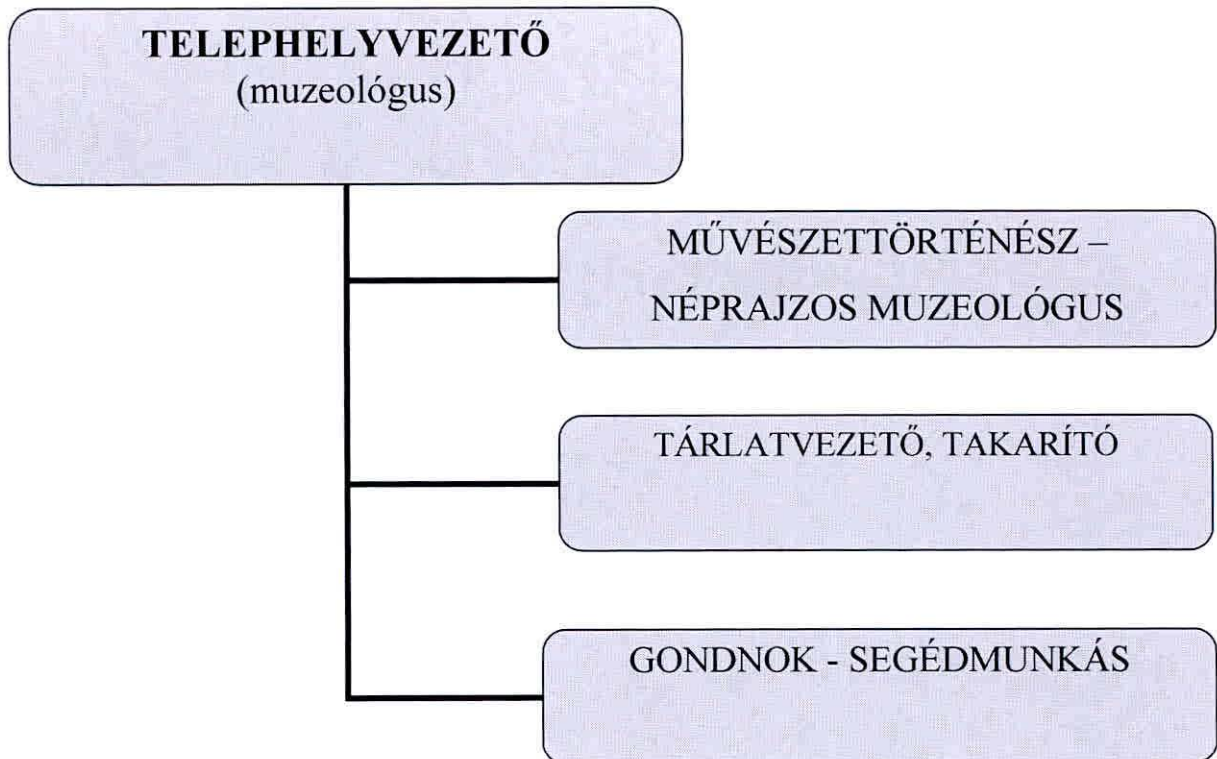 TELEPHELYVEZETŐ
(muzeológus)
MŰVÉSZETTÖRTÉNÉSZ –
NÉPRAJZOS MUZEOLÓGUS
TÁRLATVEZETŐ, TAKARÍTÓ
GONDNOK - SEGÉDMUNKÁS